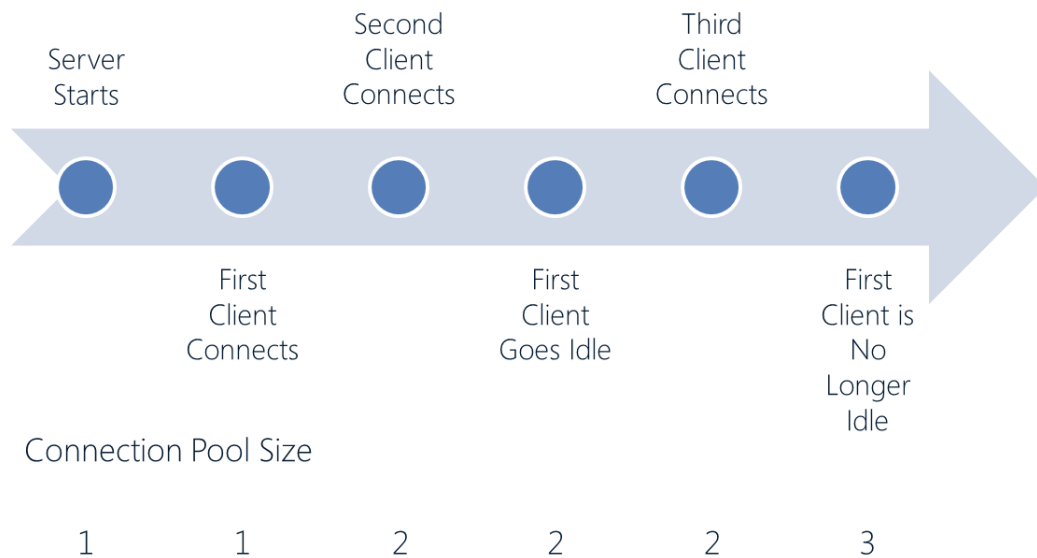 Server
Starts
Second
Client
Connects
Third
Client
Connects
First
Client
Connects
First
Client
Goes Idle
First
Client is
No
Longer
Idle
Connection Pool Size
1 1 2 2 2 3